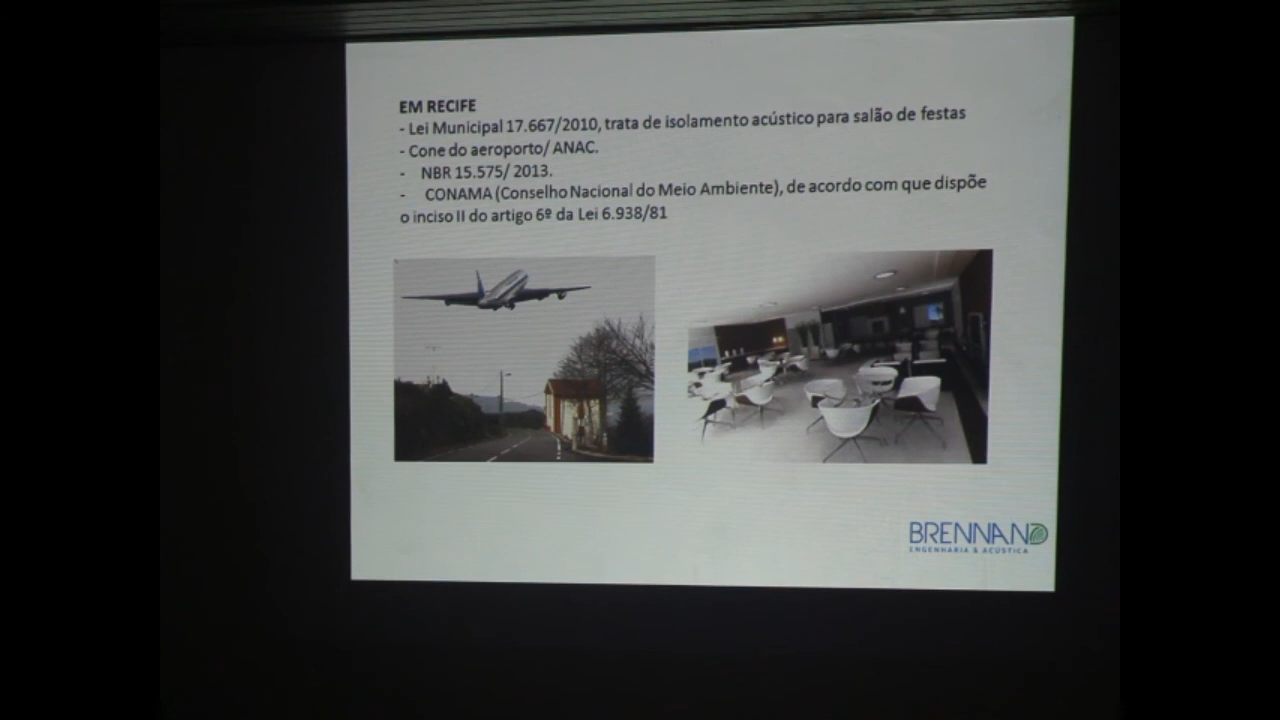 EM RECIFE
- Lei Municipal 17.667/2010, trata de isolamento acústico para salão de festas
- Cone do aeroporto/ ANAC.
- NBR 15.575/ 2013.
- CONAMA (Conselho Nacional do Meio Ambiente), de acordo com que dispõe
o inciso II do artigo 6º da Lei 6.938/81
BRENNAND
ENGENHARIA & ACÚSTICA